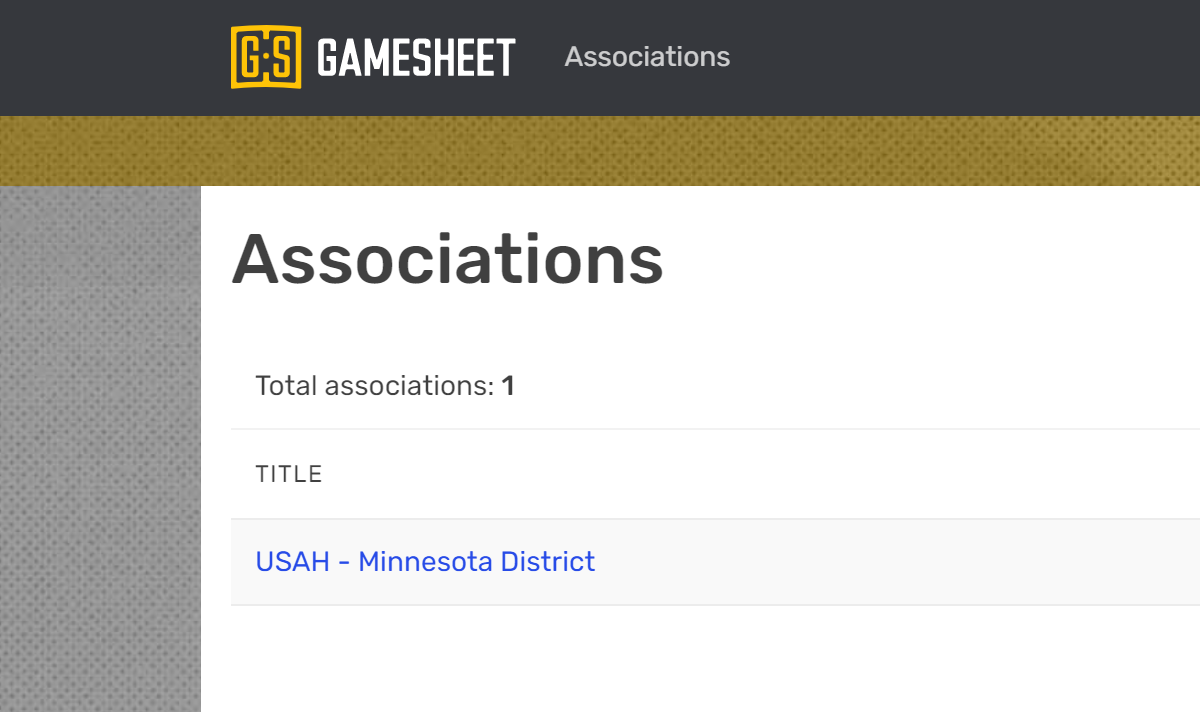 G:S GAMESHEET Associations
Associations
Total associations: 1
TITLE
USAH - Minnesota District